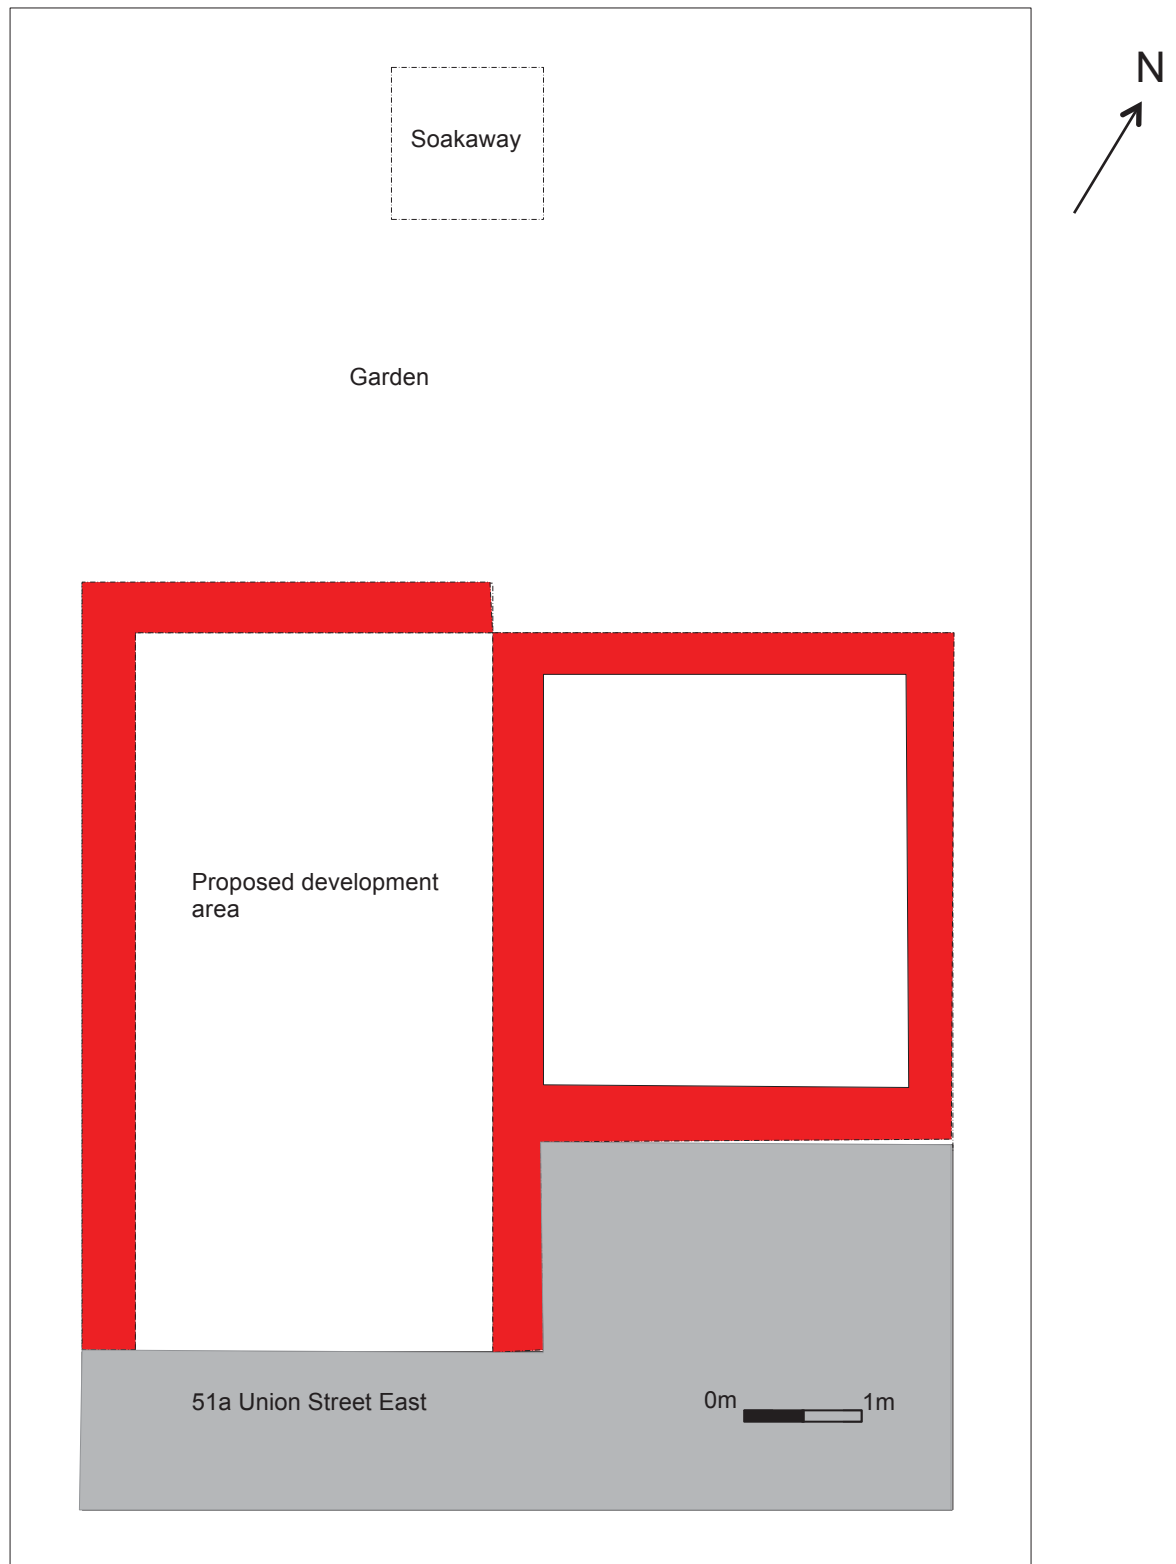 N
Soakaway
Garden
Proposed development
area
51a Union Street East
0m 1m